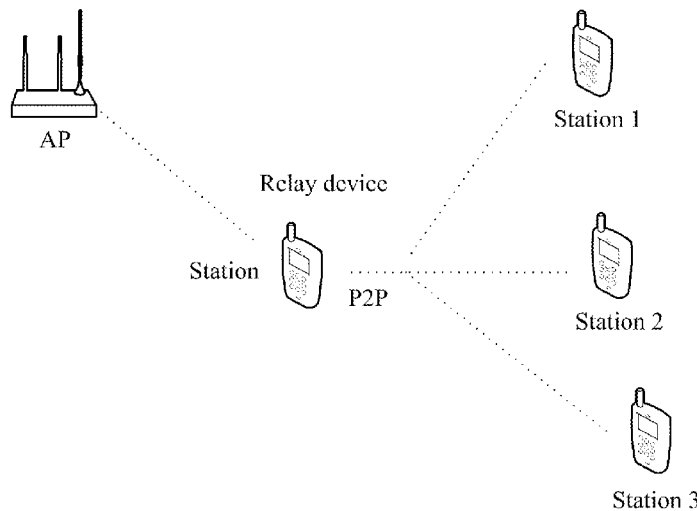 Station 1
AP
Relay device
Station
P2P
Station 2
Station 3